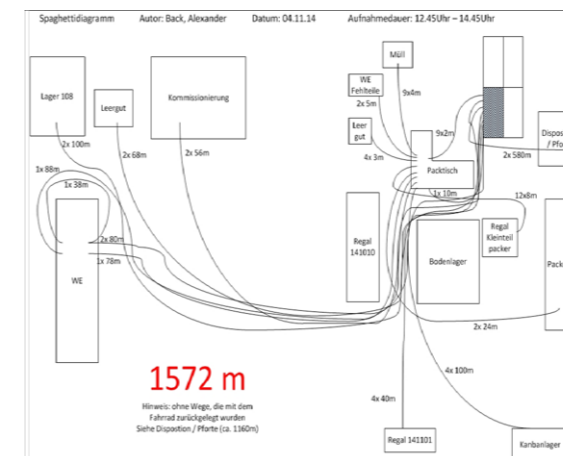 Spaghettidiagramm Autor: Back, Alexander Datum: 04.11.14 Aufnahmedauer: 12.45Uhr – 14.45Uhr
Müll
Lager 108
Leergut
Kommissionierung
WE
Fehlteile
2x 5m
9x4m
Leer
gut
4x 3m
9x2m
Packtisch
Dispos
/ Pfo
2x 580m
2x 100m
2x 68m
2x 56m
1x 88m
1x 38m
1x 10m
12x8m
2x 80m
1x 78m
WE
Regal
141010
Bodenlager
Regal
Kleinteil
packer
Pack
2x 24m
1572 m
Hinweis: ohne Wege, die mit dem
Fahrrad zurückgelegt wurden
Siehe Dispostion / Pforte (ca. 1160m)
4x 100m
4x 40m
Regal 141101
Kanbanlager